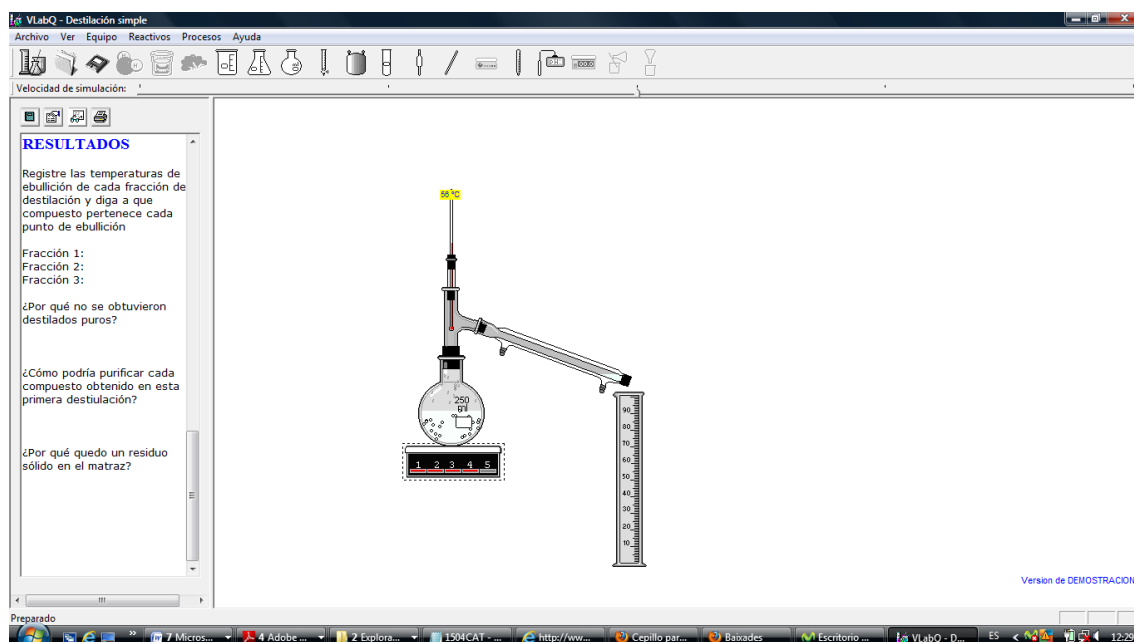 VLabQ - Destilación simple
Archivo Ver Equipo Reactivos Procesos Ayuda
Velocidad de simulación:
RESULTADOS
Registre las temperaturas de
ebullición de cada fracción de
destilación y diga a que
compuesto pertenece cada
punto de ebullición
Fracción 1:
Fracción 2:
Fracción 3:
¿Por qué no se obtuvieron
destilados puros?
¿Cómo podría purificar cada
compuesto obtenido en esta
primera destiulación?
¿Por qué quedo un residuo
sólido en el matraz?
56 ºC
250
ml
1 2 3 4 5
90
80
70
60
50
40
30
20
10
Version de DEMOSTRACION
Preparado
7 Micros...
4 Adobe ...
2 Explora...
1504CAT - ...
http://ww...
Cepillo par...
Baixades
Escritorio ...
VLabQ - D...
ES
12:29